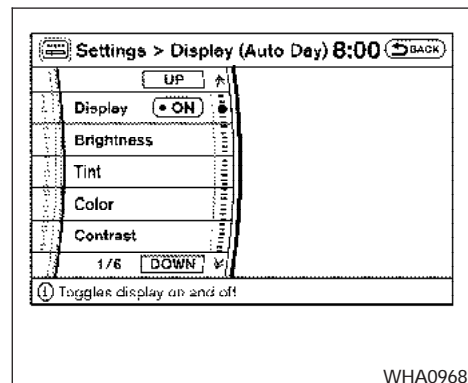 Settings > Display (Auto Day) 8:00 BACK
UP
Display • ON
Brightness
Tint
Color
Contrast
1/6 DOWN
i Toggles display on and off
WHA0968